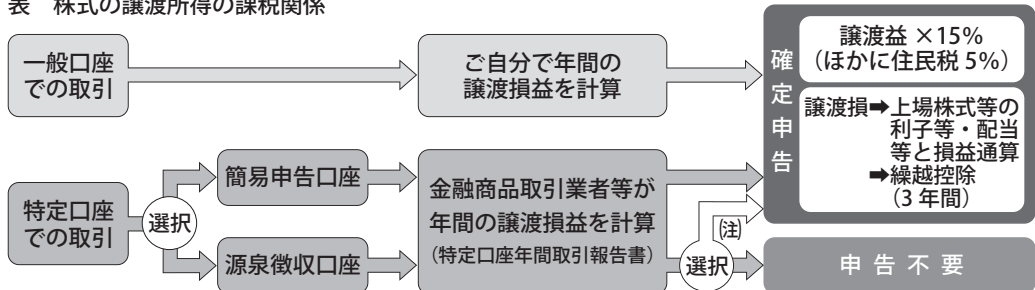 表 株式の譲渡所得の課税関係
一般口座
での取引
ご自分で年間の
譲渡損益を計算
確定申告
譲渡益 ×15%
（ほかに住民税 5%）
譲渡損➡上場株式等の
利子等・配当
等と損益通算
➡繰越控除
（3 年間）
特定口座
での取引
選択
簡易申告口座
源泉徴収口座
金融商品取引業者等が
年間の譲渡損益を計算
（特定口座年間取引報告書）
選択
（注）
申告不要